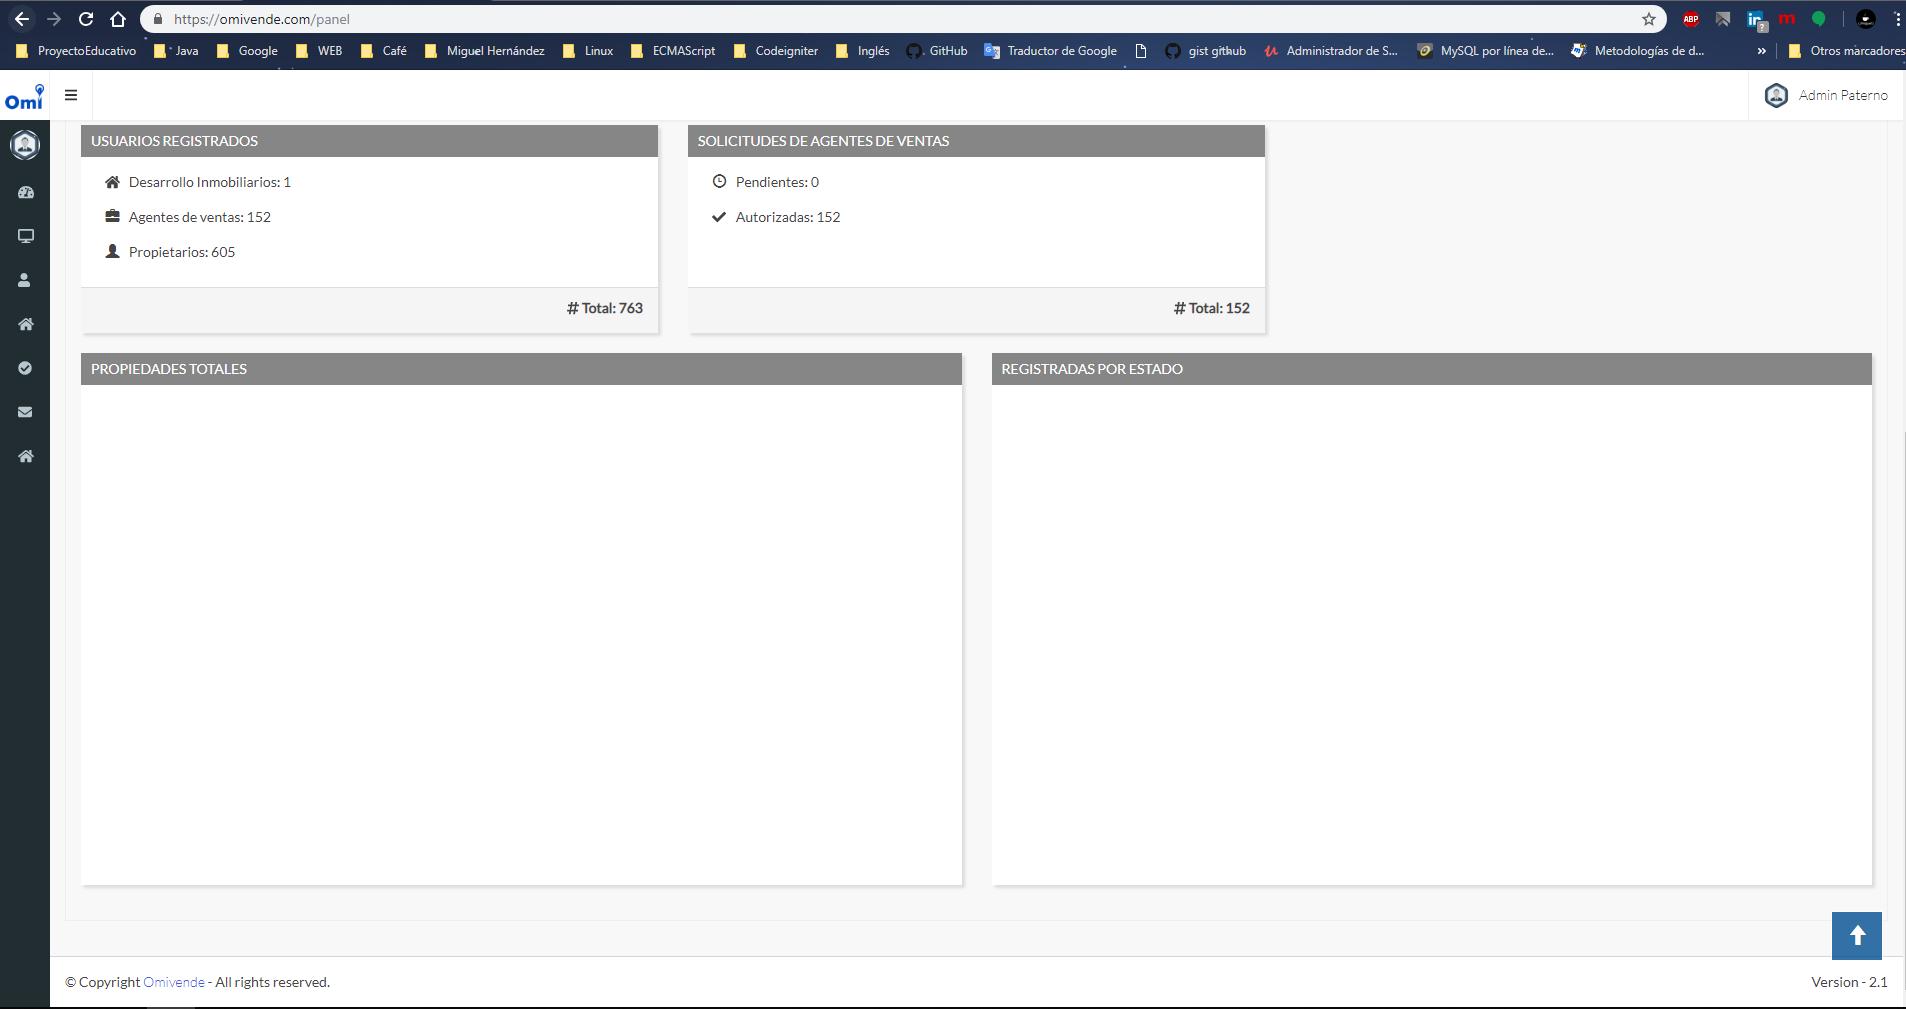 https://omivende.com/panel
ABP
in
m
?
ProyectoEducativo
Java
Google
WEB
Café
Miguel Hernández
Linux
ECMAScript
Codeigniter
Inglés
GitHub
Traductor de Google
gist github
Administrador de S...
MySQL por línea de...
Metodologías de d...
»
Otros marcadores
Omi
Admin Paterno
USUARIOS REGISTRADOS
Desarrollo Inmobiliarios: 1
Agentes de ventas: 152
Propietarios: 605
# Total: 763
SOLICITUDES DE AGENTES DE VENTAS
Pendientes: 0
Autorizadas: 152
# Total: 152
PROPIEDADES TOTALES
REGISTRADAS POR ESTADO
© Copyright Omivende - All rights reserved.
Version - 2.1